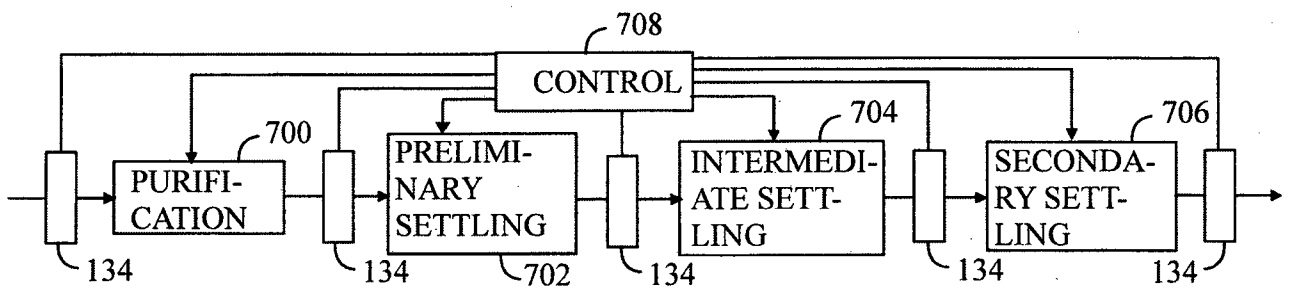 708
CONTROL
700
PURIFI-
CATION
PRELIMI-
NARY
SETTLING
702
704
INTERMEDI-
ATE SETT-
LING
706
SECONDA-
RY SETT-
LING
134
134
134
134
134